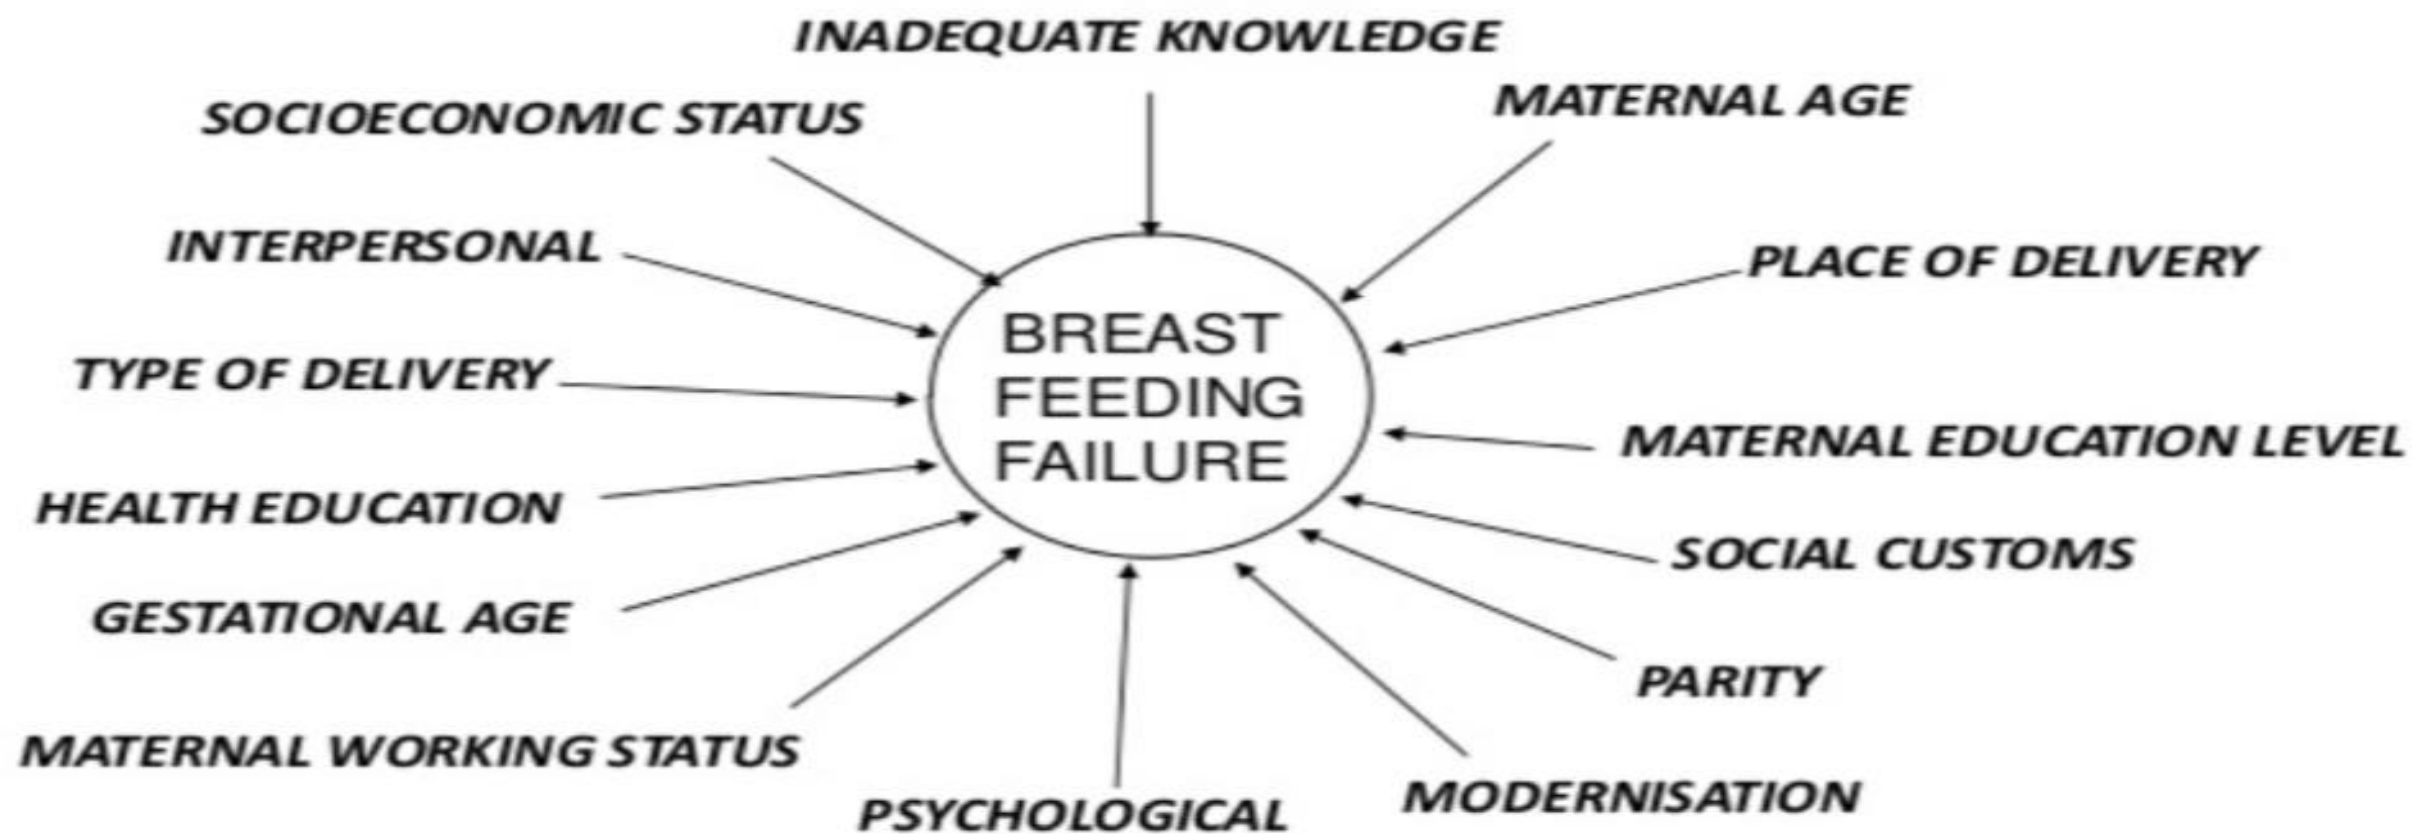 INADEQUATE KNOWLEDGE
SOCIOECONOMIC STATUS
MATERNAL AGE
INTERPERSONAL
PLACE OF DELIVERY
TYPE OF DELIVERY
BREAST
FEEDING
FAILURE
MATERNAL EDUCATION LEVEL
HEALTH EDUCATION
SOCIAL CUSTOMS
GESTATIONAL AGE
PARITY
MATERNAL WORKING STATUS
MODERNISATION
PSYCHOLOGICAL